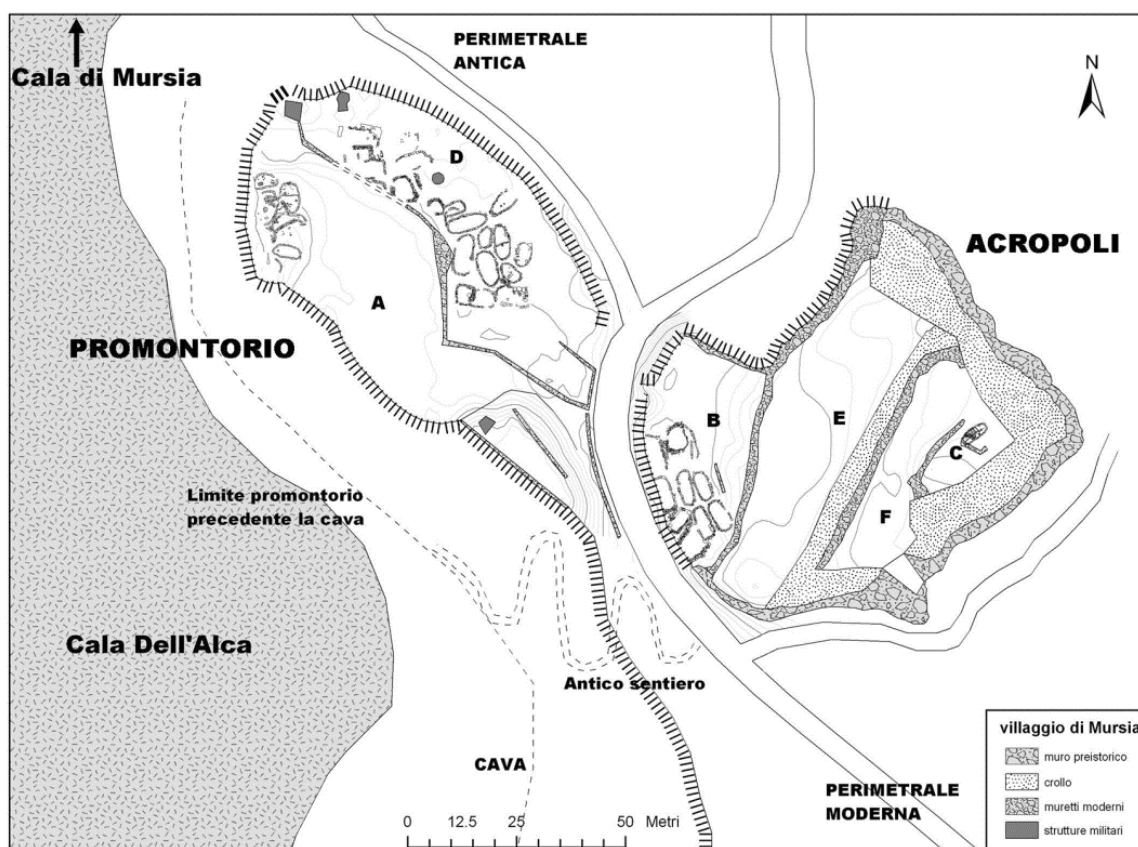 Cala di Mursia
PERIMETRALE
ANTICA
N
D
ACROPOLI
A
PROMONTORIO
B
E
C
F
Limite promontorio
precedente la cava
Cala Dell'Alca
Antico sentiero
CAVA
PERIMETRALE
MODERNA
0 12.5 25 50 Metri
villaggio di Mursia
muro preistorico
crollo
muretti moderni
strutture militari